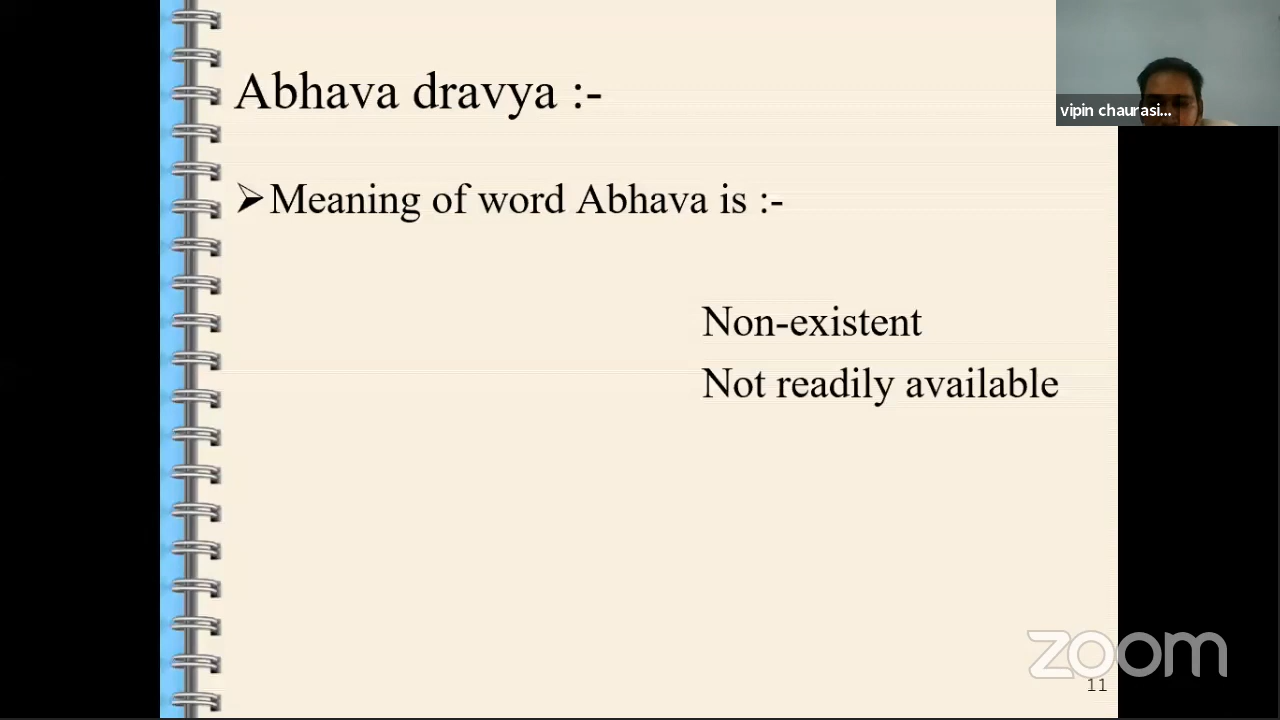 Abhava dravya :-
vipin chaurasi...
➢Meaning of word Abhava is :-
Non-existent
Not readily available
zoom
11